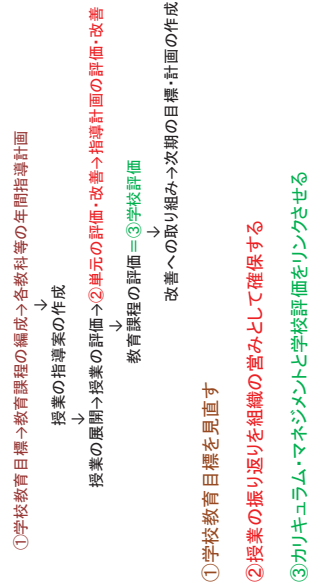 ①学校教育目標→教育課程の編成→各教科等の年間指導計画
↓
授業の指導案の作成
↓
授業の展開→授業の評価→②単元の評価・改善→指導計画の評価・改善
↓
教育課程の評価＝③学校評価
↓
改善への取り組み→次期の目標・計画の作成
①学校教育目標を見直す
②授業の振り返りを組織の営みとして確保する
③カリキュラム・マネジメントと学校評価をリンクさせる